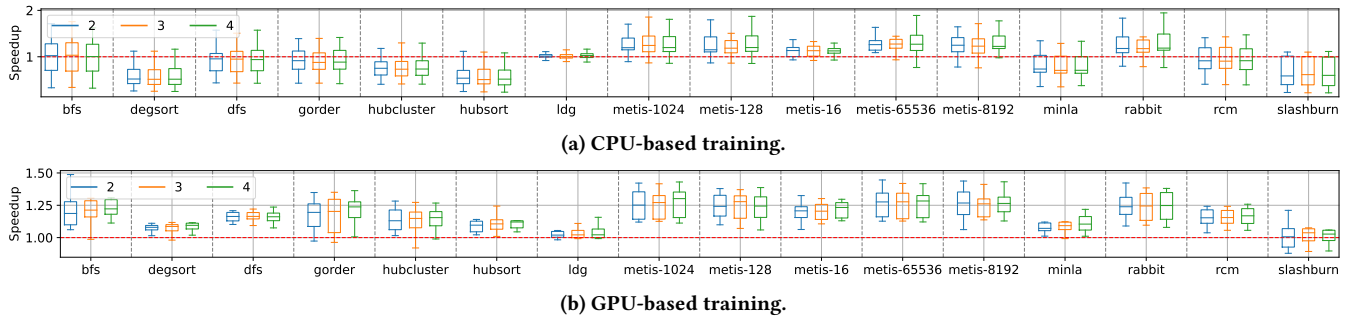 2
1
Speedup
2 3 4
bfs degsort dfs gorder hubcluster hubsort ldg metis-1024 metis-128 metis-16 metis-65536 metis-8192 minla rabbit rcm slashburn
(a) CPU-based training.
1.50
1.25
1.00
Speedup
2 3 4
bfs degsort dfs gorder hubcluster hubsort ldg metis-1024 metis-128 metis-16 metis-65536 metis-8192 minla rabbit rcm slashburn
(b) GPU-based training.